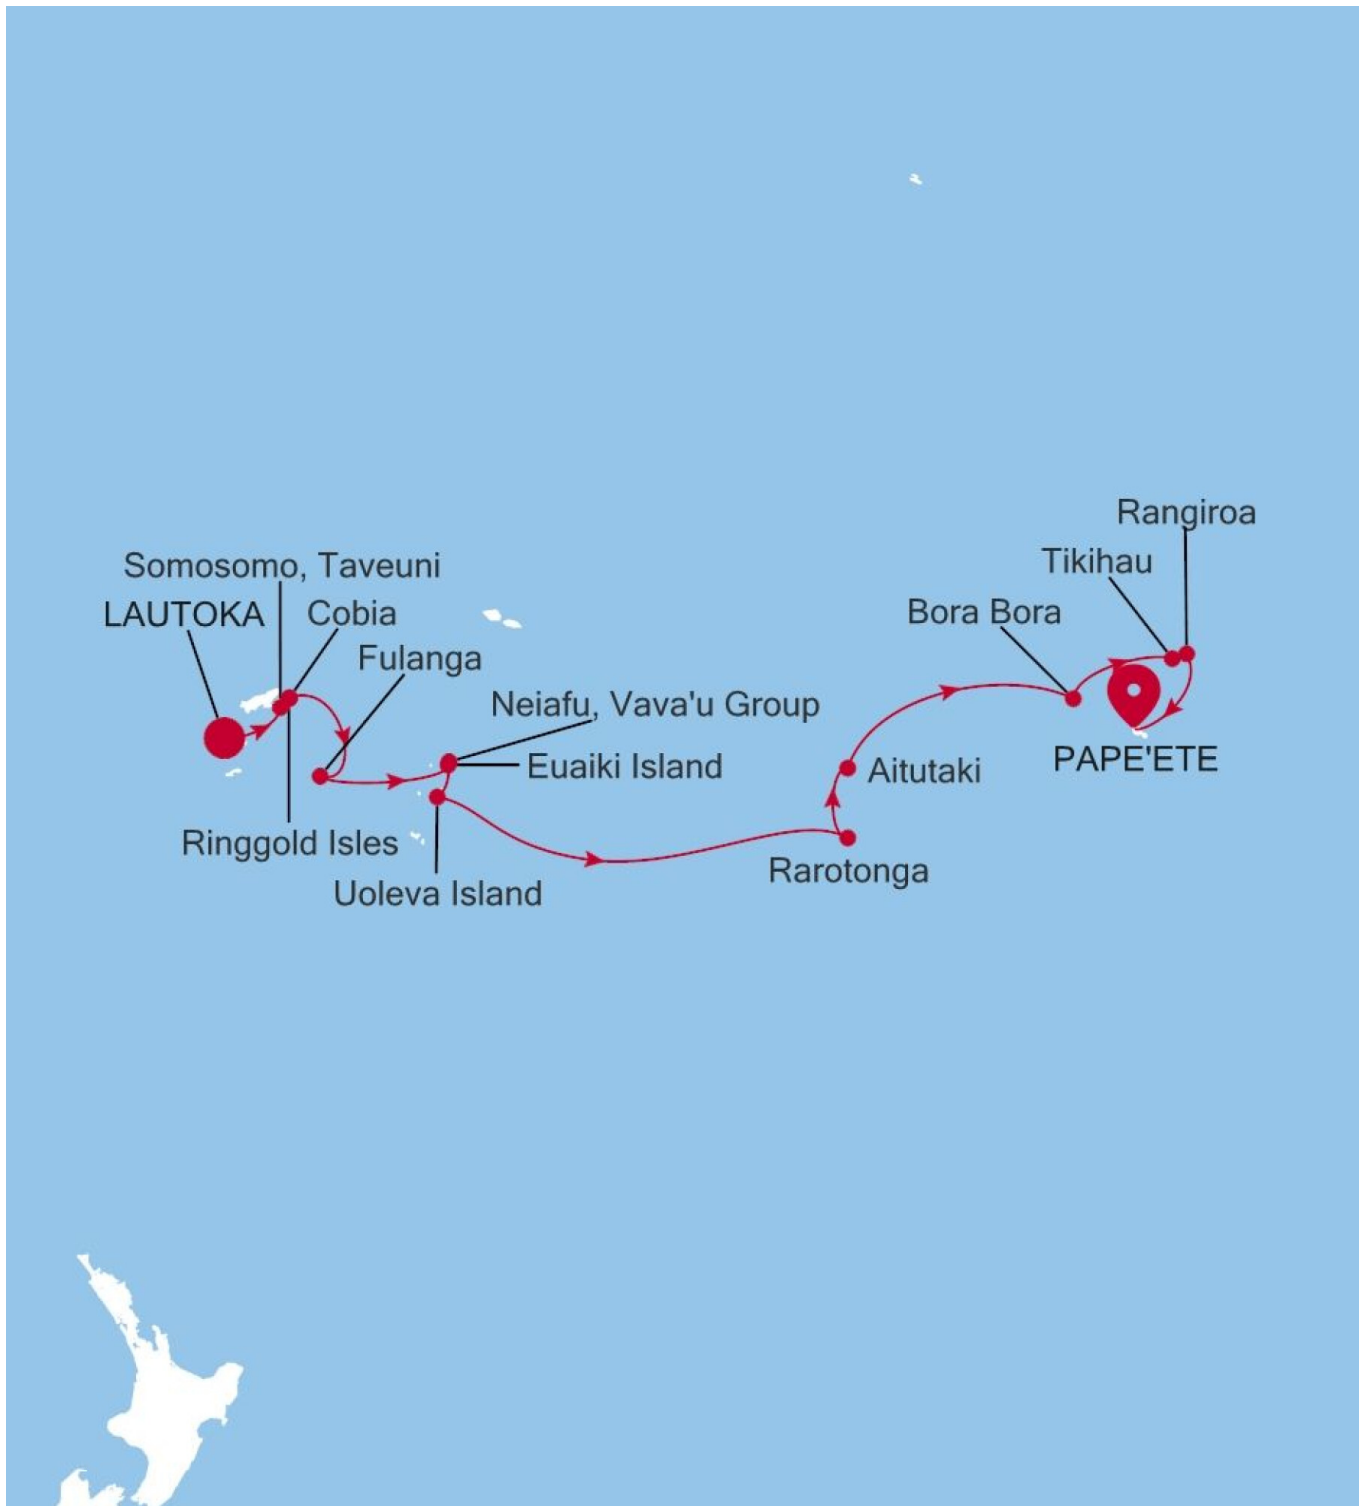 Rangiroa
Tikihau
Somosomo, Taveuni
LAUTOKA
Cobia
Bora Bora
Fulanga
Neiafu, Vava'u Group
Euaiki Island
PAPE'ETE
Aitutaki
Ringgold Isles
Rarotonga
Uoleva Island